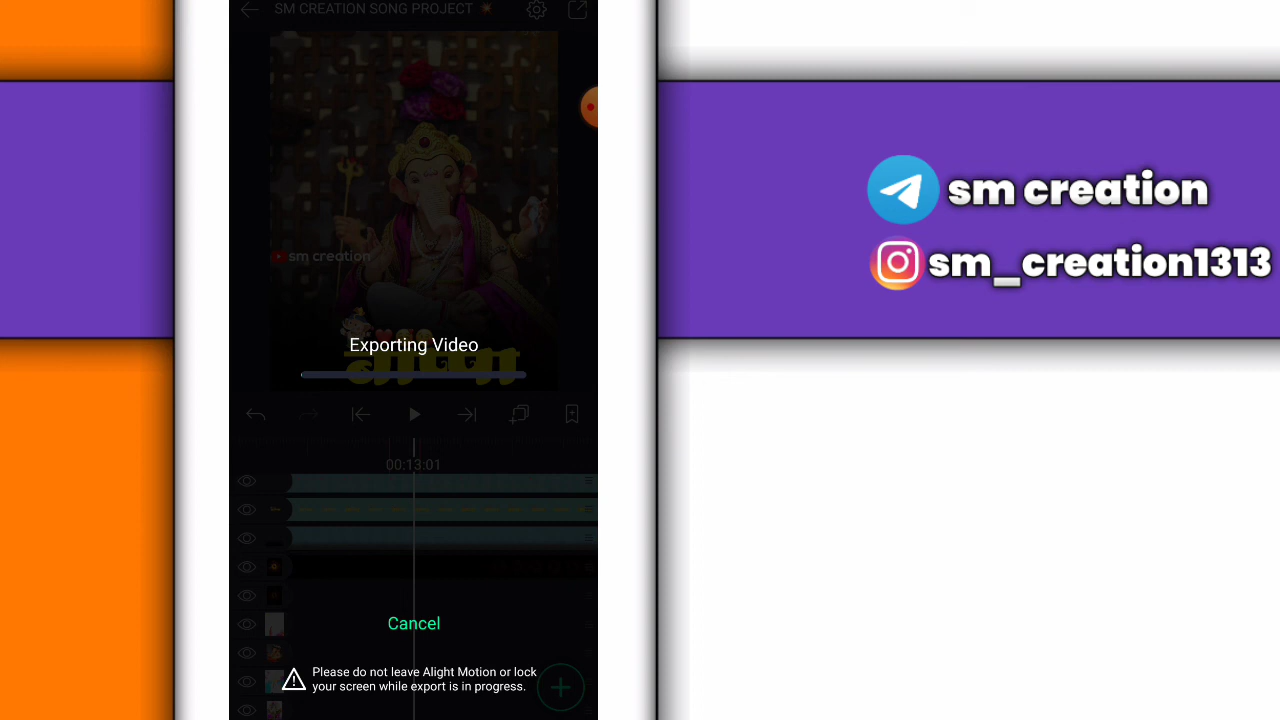 SM CREATION SONG PROJECT
sm creation
Exporting Video
बाप्पा
00:13:01
Cancel
Please do not leave Alight Motion or lock
your screen while export is in progress.
sm creation
sm_creation1313